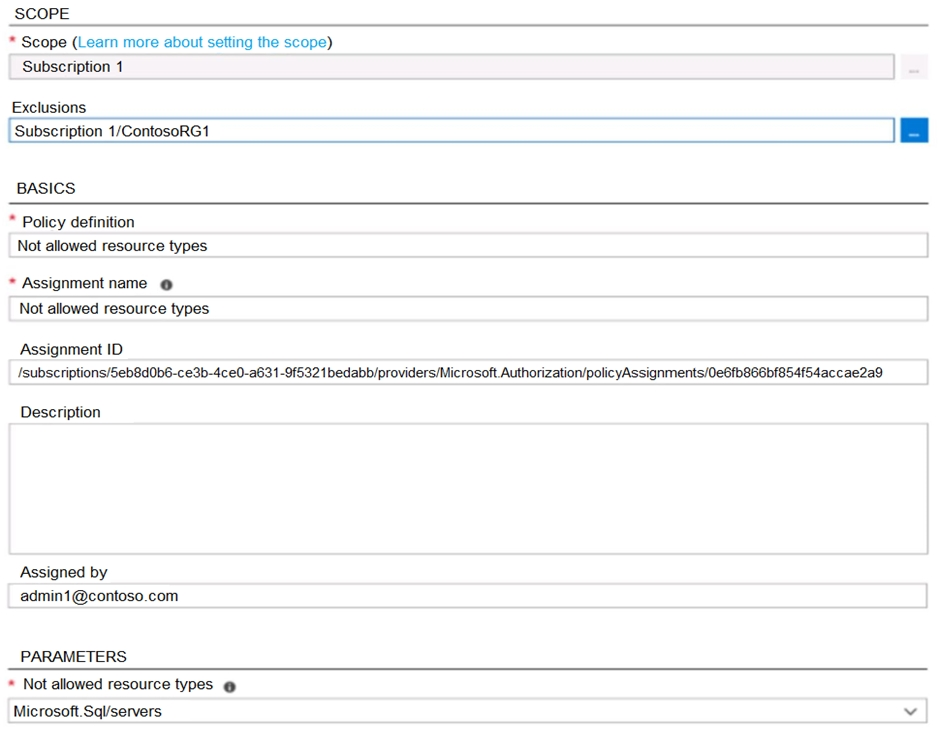 SCOPE
* Scope (Learn more about setting the scope)
Subscription 1
...
Exclusions
Subscription 1/ContosoRG1
...
BASICS
* Policy definition
Not allowed resource types
* Assignment name
Not allowed resource types
Assignment ID
/subscriptions/5eb8d0b6-ce3b-4ce0-a631-9f5321bedabb/providers/Microsoft.Authorization/policyAssignments/0e6fb866bf854f54accae2a9
Description
Assigned by
admin1@contoso.com
PARAMETERS
* Not allowed resource types
Microsoft.Sql/servers